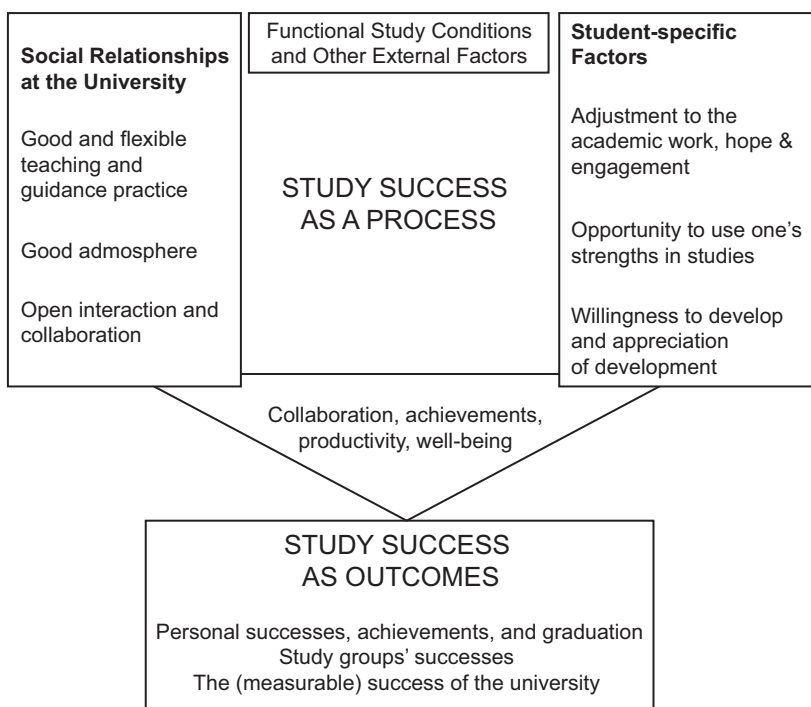 Social Relationships
at the University
Good and flexible
teaching and
guidance practice
Good admosphere
Open interaction and
collaboration
Functional Study Conditions
and Other External Factors
STUDY SUCCESS
AS A PROCESS
Student-specific
Factors
Adjustment to the
academic work, hope &
engagement
Opportunity to use one's
strengths in studies
Willingness to develop
and appreciation
of development
Collaboration, achievements,
productivity, well-being
STUDY SUCCESS
AS OUTCOMES
Personal successes, achievements, and graduation
Study groups' successes
The (measurable) success of the university